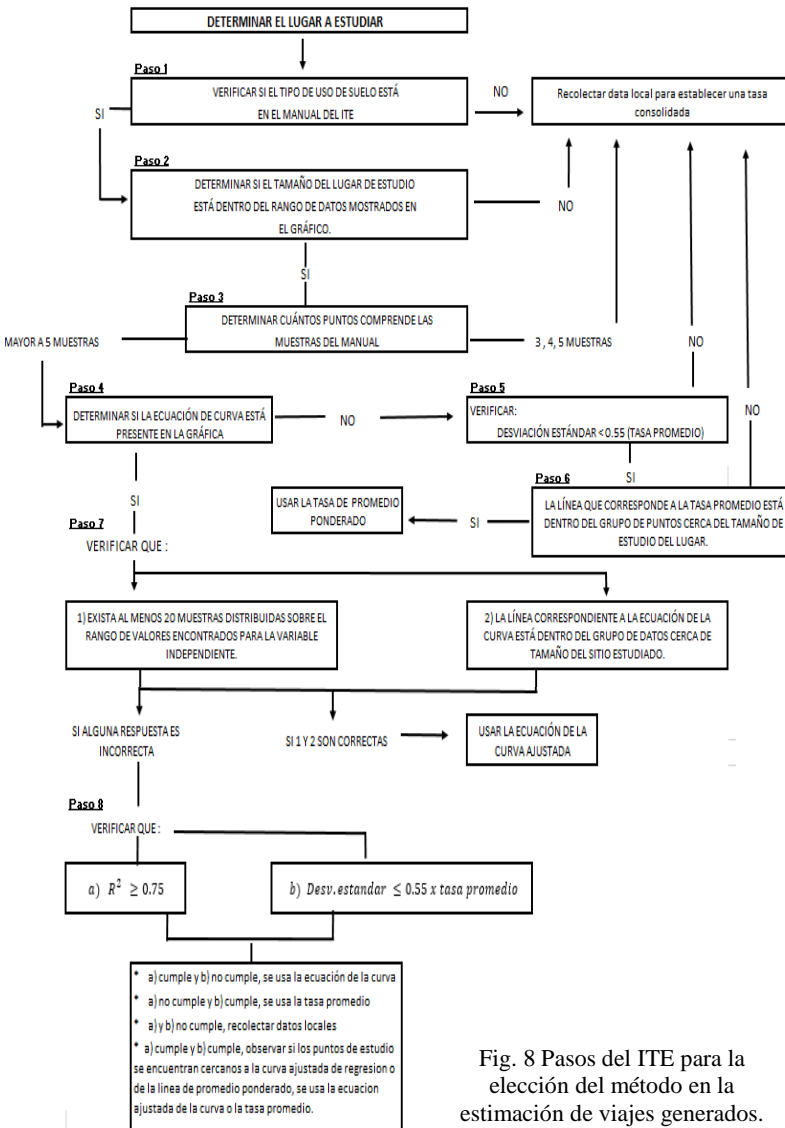 DETERMINAR EL LUGAR A ESTUDIAR
Paso 1
VERIFICAR SI EL TIPO DE USO DE SUELO ESTÁ
EN EL MANUAL DEL ITE
NO
Recolectar data local para establecer una tasa
consolidada
SI
Paso 2
DETERMINAR SI EL TAMAÑO DEL LUGAR DE ESTUDIO
ESTÁ DENTRO DEL RANGO DE DATOS MOSTRADOS EN
EL GRÁFICO.
NO
SI
Paso 3
DETERMINAR CUÁNTOS PUNTOS COMPRENDE LAS
MUESTRAS DEL MANUAL
MAYOR A 5 MUESTRAS
3 , 4, 5 MUESTRAS
NO
Paso 4
DETERMINAR SI LA ECUACIÓN DE CURVA ESTÁ
PRESENTE EN LA GRÁFICA
NO
Paso 5
VERIFICAR:
DESVIACIÓN ESTÁNDAR < 0.55 (TASA PROMEDIO)
NO
SI
Paso 6
LA LÍNEA QUE CORRESPONDE A LA TASA PROMEDIO ESTÁ
DENTRO DEL GRUPO DE PUNTOS CERCA DEL TAMAÑO DE
ESTUDIO DEL LUGAR.
SI
USAR LA TASA DE PROMEDIO
PONDERADO
SI
Paso 7
VERIFICAR QUE :
1) EXISTA AL MENOS 20 MUESTRAS DISTRIBUIDAS SOBRE EL
RANGO DE VALORES ENCONTRADOS PARA LA VARIABLE
INDEPENDIENTE.
2) LA LÍNEA CORRESPONDIENTE A LA ECUACIÓN DE LA
CURVA ESTÁ DENTRO DEL GRUPO DE DATOS CERCA DE
TAMAÑO DEL SITIO ESTUDIADO.
SI ALGUNA RESPUESTA ES
INCORRECTA
SI 1 Y 2 SON CORRECTAS
USAR LA ECUACIÓN DE LA
CURVA AJUSTADA
Paso 8
VERIFICAR QUE :
a) R² ≥ 0.75
b) Desv. estandar ≤ 0.55 x tasa promedio
* a) cumple y b) no cumple, se usa la ecuación de la curva
* a) no cumple y b) cumple, se usa la tasa promedio
* a) y b) no cumple, recolectar datos locales
* a) cumple y b) cumple, observar si los puntos de estudio
se encuentran cercanos a la curva ajustada de regresion o
de la linea de promedio ponderado, se usa la ecuacion
ajustada de la curva o la tasa promedio.
Fig. 8 Pasos del ITE para la
elección del método en la
estimación de viajes generados.